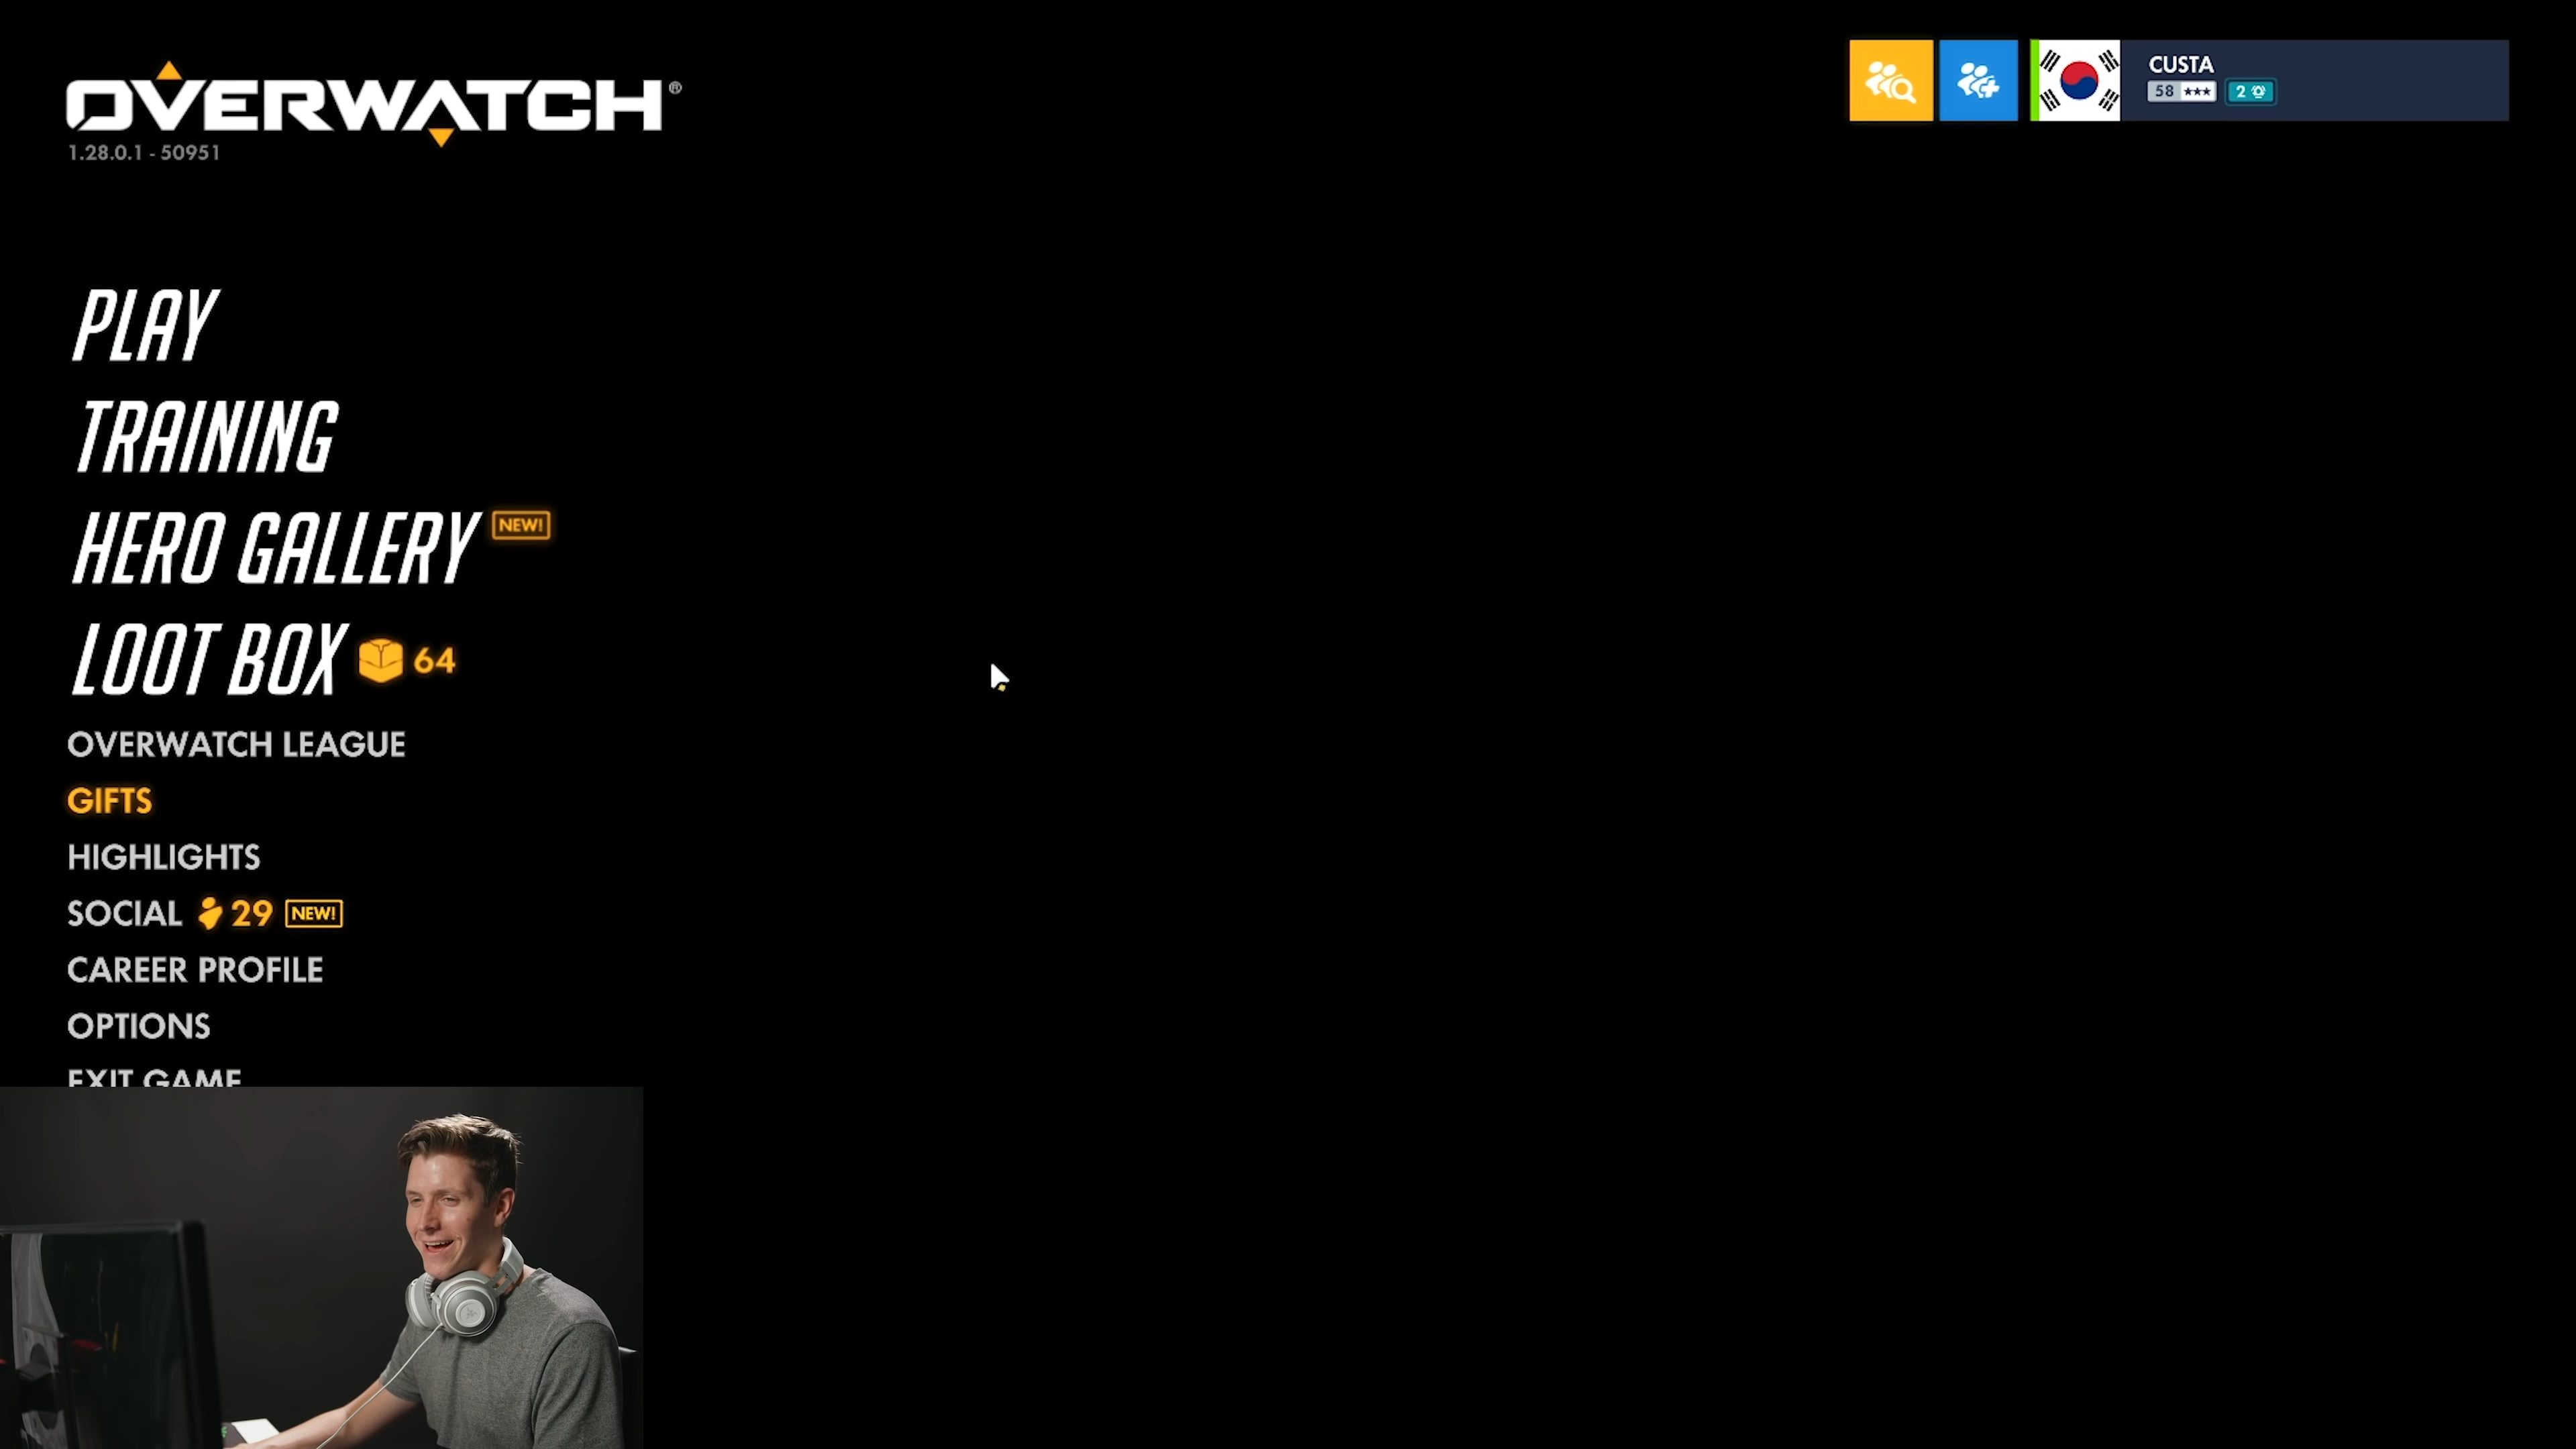 OVERWATCH®
1.28.0.1 - 50951
CUSTA
58 ★★★ 2
PLAY
TRAINING
HERO GALLERY NEW!
LOOT BOX 64
OVERWATCH LEAGUE
GIFTS
HIGHLIGHTS
SOCIAL 29 NEW!
CAREER PROFILE
OPTIONS
EXIT GAME